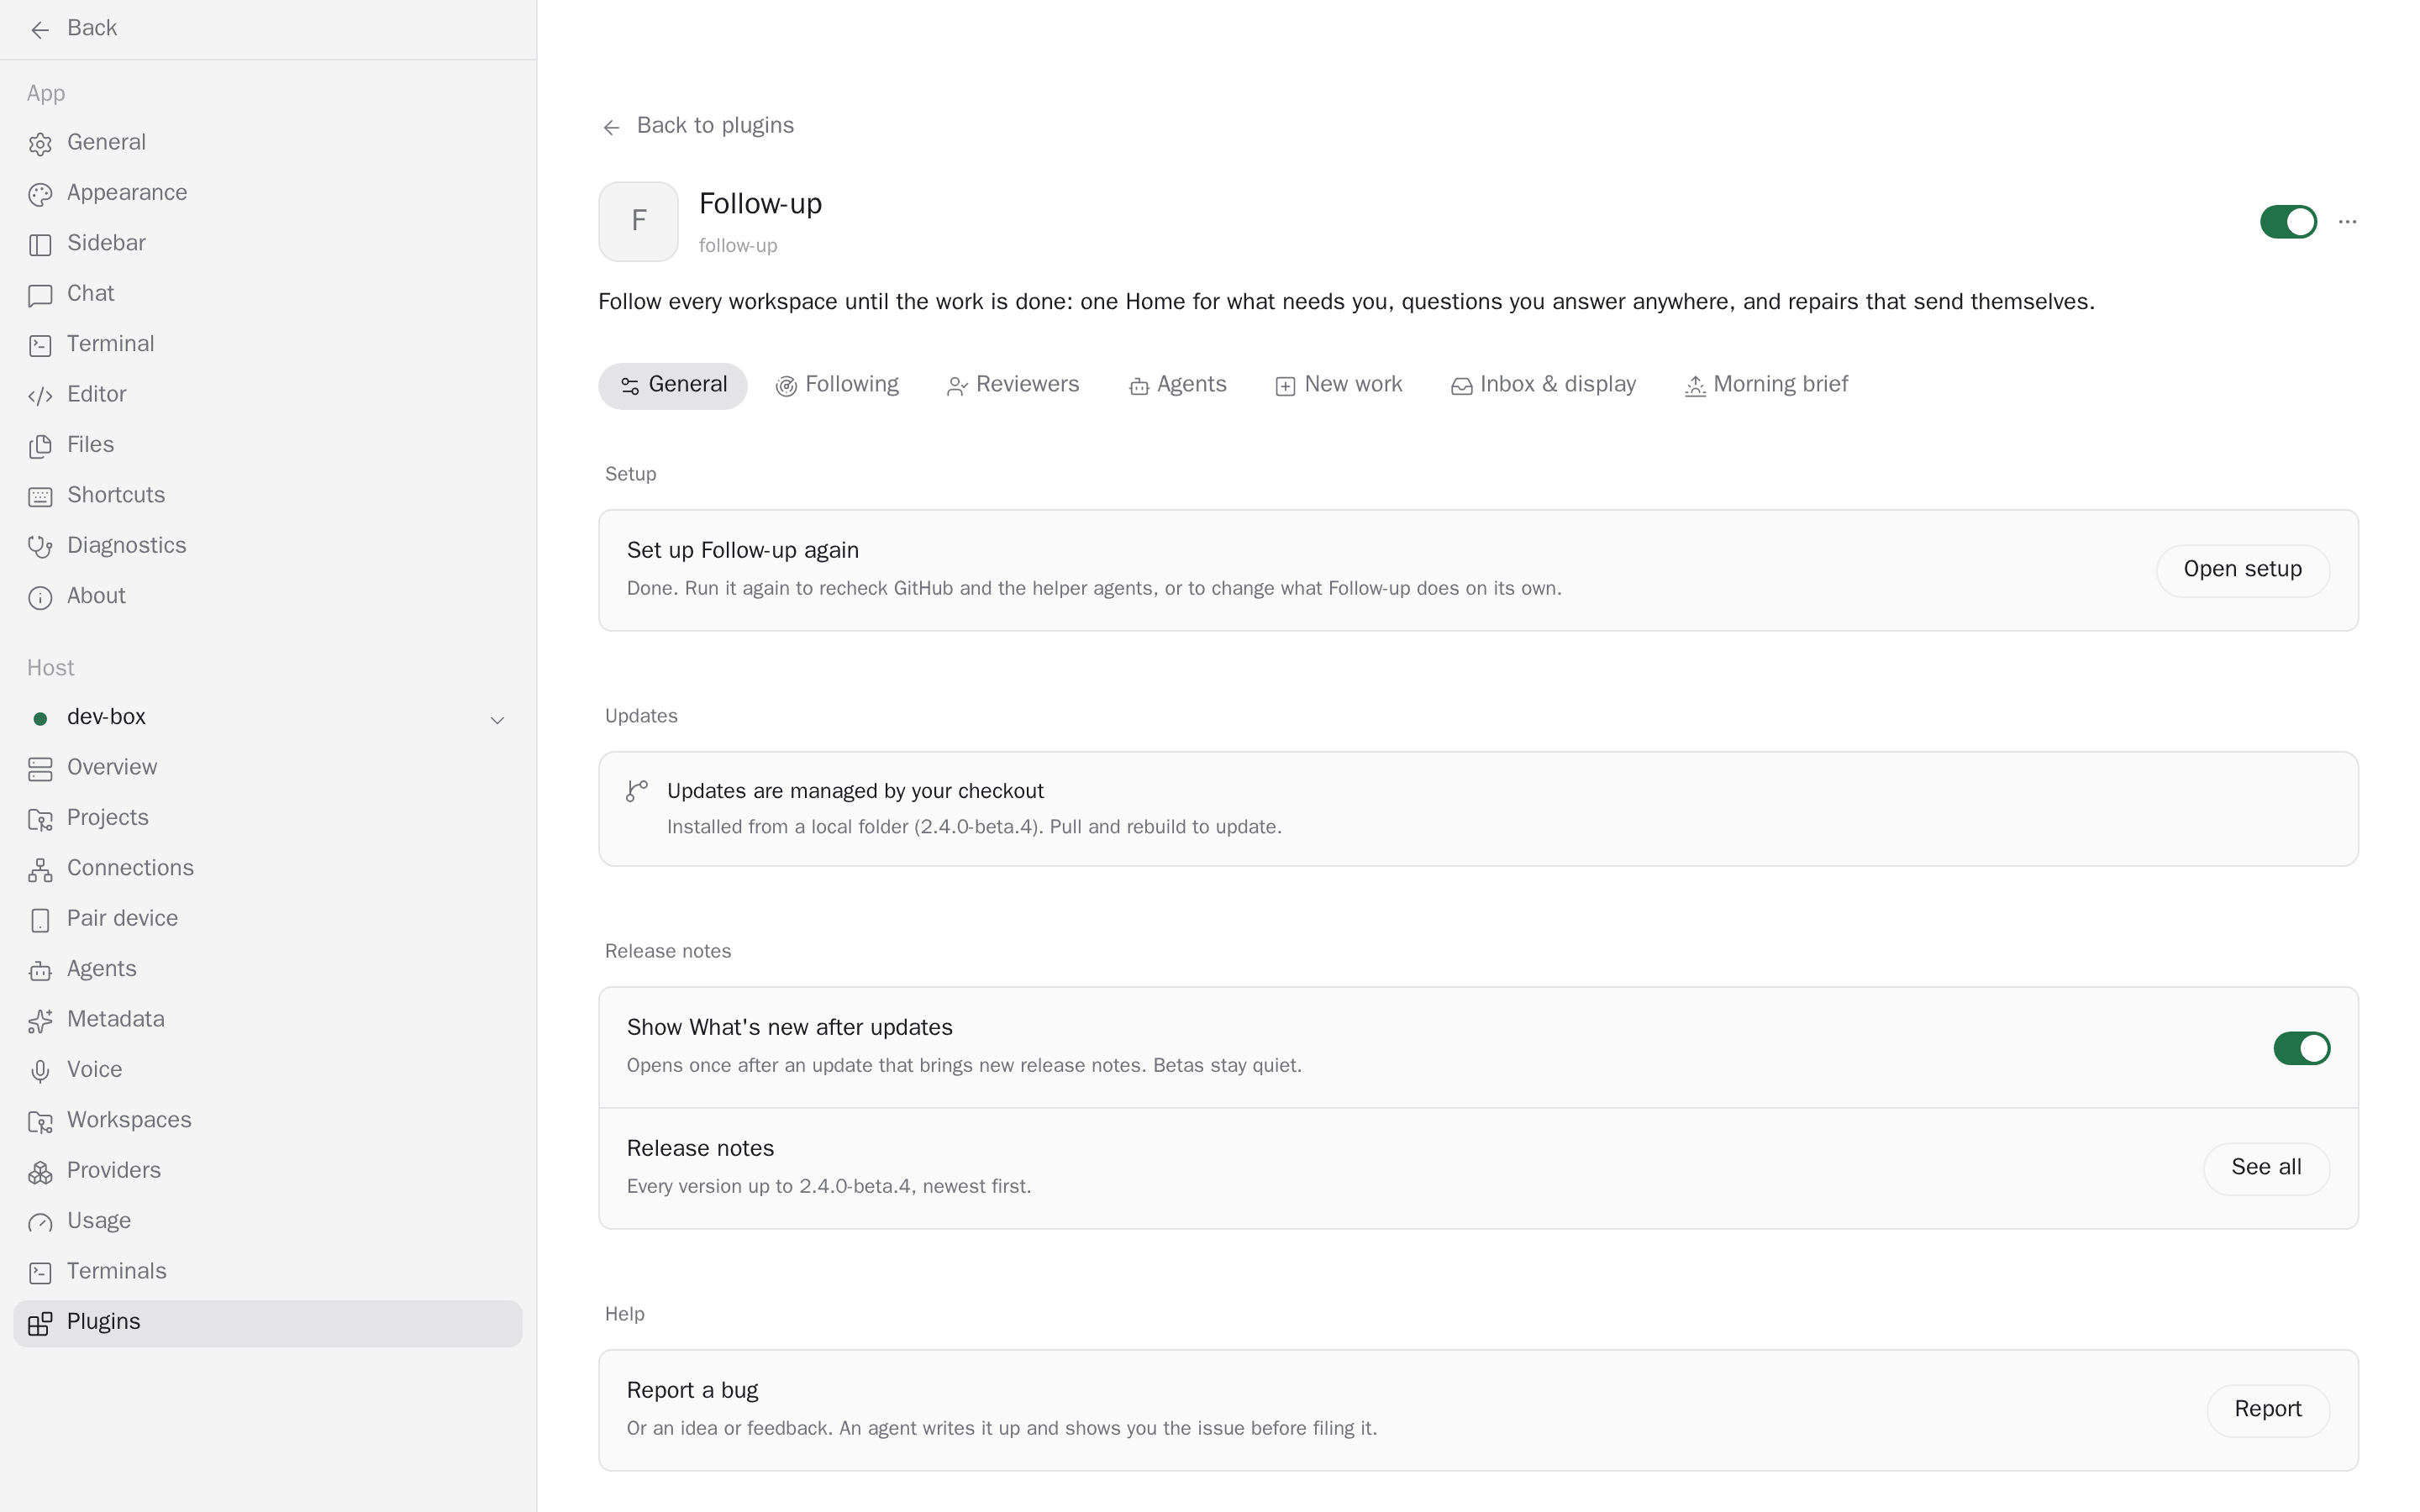 Back
App
General
Appearance
Sidebar
Chat
Terminal
Editor
Files
Shortcuts
Diagnostics
About
Host
dev-box
Overview
Projects
Connections
Pair device
Agents
Metadata
Voice
Workspaces
Providers
Usage
Terminals
Plugins
Back to plugins
F
Follow-up
follow-up
Follow every workspace until the work is done: one Home for what needs you, questions you answer anywhere, and repairs that send themselves.
General Following Reviewers Agents New work Inbox & display Morning brief
Setup
Set up Follow-up again
Done. Run it again to recheck GitHub and the helper agents, or to change what Follow-up does on its own.
Open setup
Updates
Updates are managed by your checkout
Installed from a local folder (2.4.0-beta.4). Pull and rebuild to update.
Release notes
Show What's new after updates
Opens once after an update that brings new release notes. Betas stay quiet.
Release notes
Every version up to 2.4.0-beta.4, newest first.
See all
Help
Report a bug
Or an idea or feedback. An agent writes it up and shows you the issue before filing it.
Report